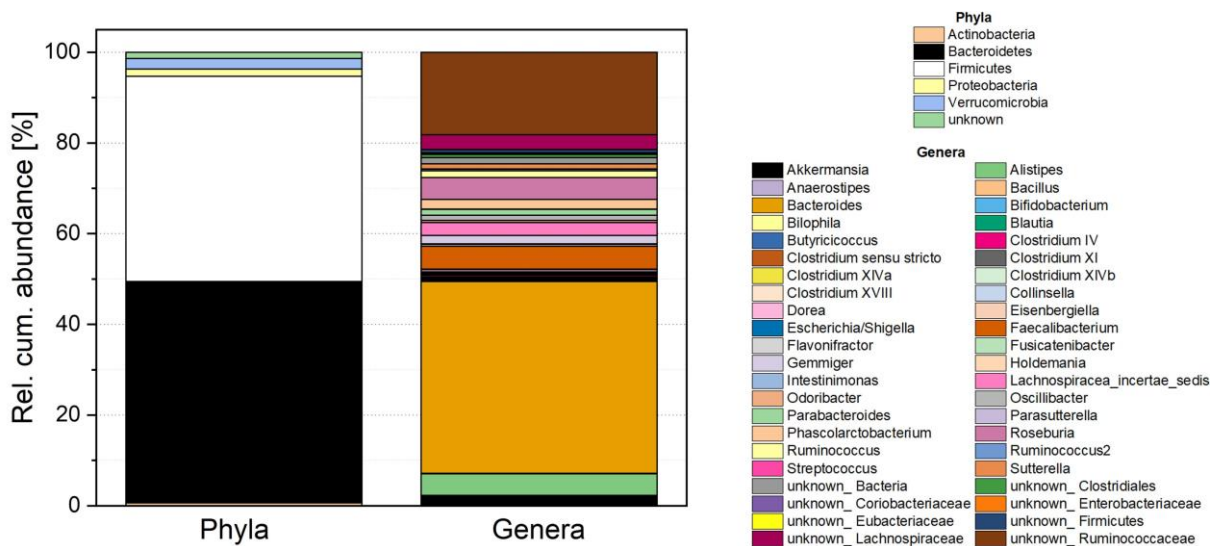 Rel. cum. abundance [%]
100
80
60
40
20
0
Phyla
Genera
Phyla
Actinobacteria
Bacteroidetes
Firmicutes
Proteobacteria
Verrucomicrobia
unknown
Genera
Akkermansia
Alistipes
Anaerostipes
Bacillus
Bacteroides
Bifidobacterium
Bilophila
Blautia
Butyricicoccus
Clostridium IV
Clostridium sensu stricto
Clostridium XI
Clostridium XIVa
Clostridium XIVb
Clostridium XVIII
Collinsella
Dorea
Eisenbergiella
Escherichia/Shigella
Faecalibacterium
Flavonifractor
Fusicatenibacter
Gemmiger
Holdemania
Intestinimonas
Lachnospiracea_incertae_sedis
Odoribacter
Oscillibacter
Parabacteroides
Parasutterella
Phascolarctobacterium
Roseburia
Ruminococcus
Ruminococcus2
Streptococcus
Sutterella
unknown_ Bacteria
unknown_ Clostridiales
unknown_ Coriobacteriaceae
unknown_ Enterobacteriaceae
unknown_ Eubacteriaceae
unknown_ Firmicutes
unknown_ Lachnospiraceae
unknown_ Ruminococcaceae